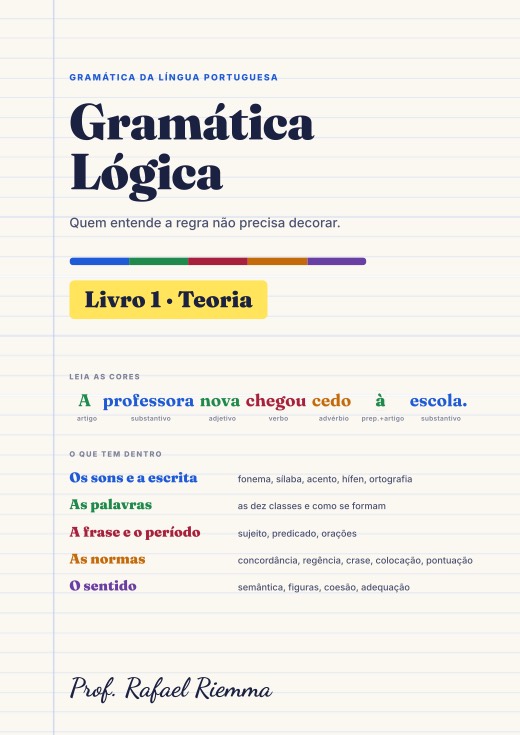 GRAMÁTICA DA LÍNGUA PORTUGUESA
Gramática
Lógica
Quem entende a regra não precisa decorar.
Livro 1 • Teoria
LEIA AS CORES
A professora nova chegou cedo à escola.
artigo substantivo adjetivo verbo advérbio prep.+artigo substantivo
O QUE TEM DENTRO
Os sons e a escrita fonema, sílaba, acento, hífen, ortografia
As palavras as dez classes e como se formam
A frase e o período sujeito, predicado, orações
As normas concordância, regência, crase, colocação, pontuação
O sentido semântica, figuras, coesão, adequação
Prof. Rafael Riemma